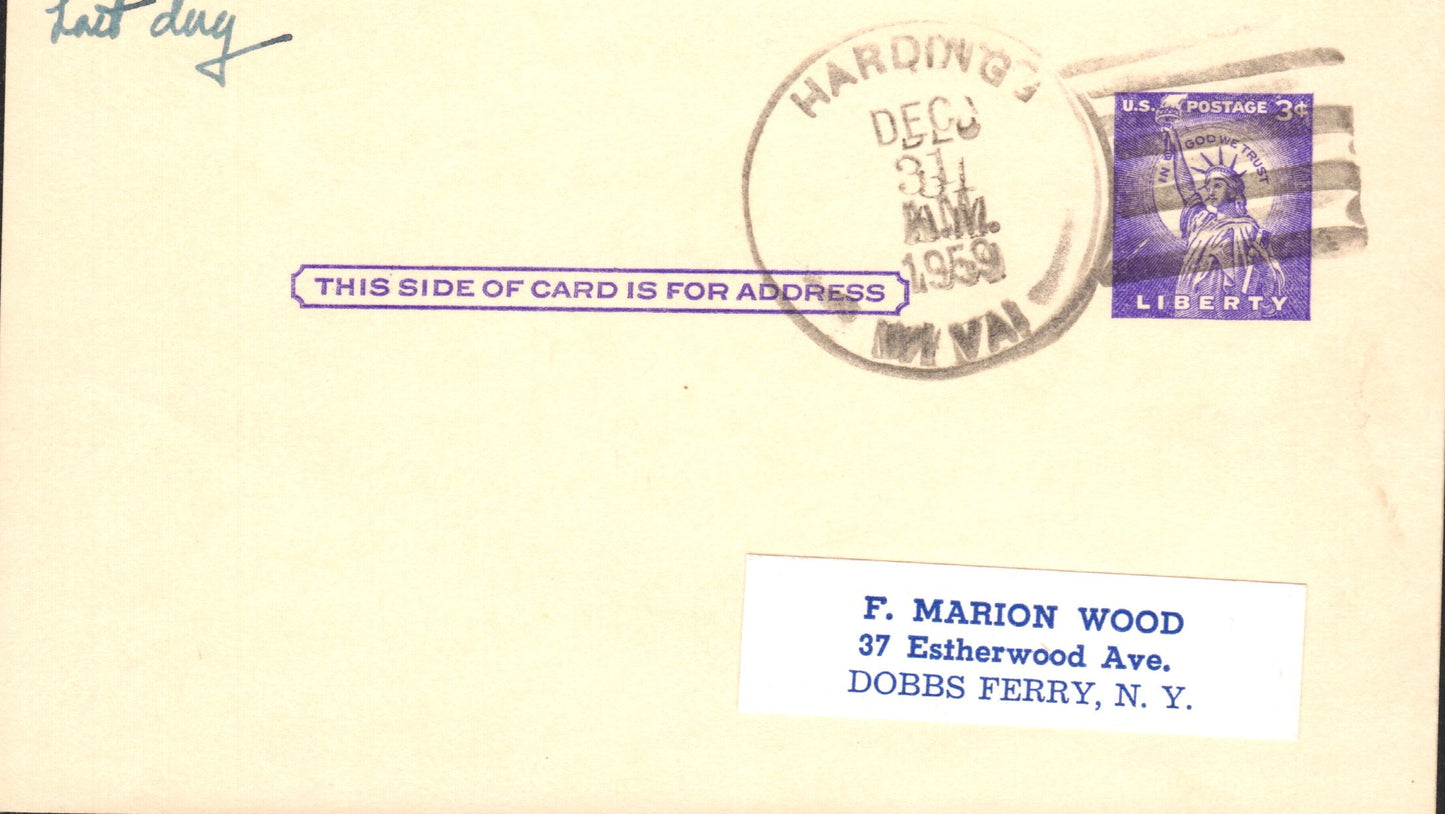 Last day
HARDING
DEC
31
1959
W VA
U.S. POSTAGE 3¢
IN GOD WE TRUST
LIBERTY
THIS SIDE OF CARD IS FOR ADDRESS
F. MARION WOOD
37 Estherwood Ave.
DOBBS FERRY, N. Y.